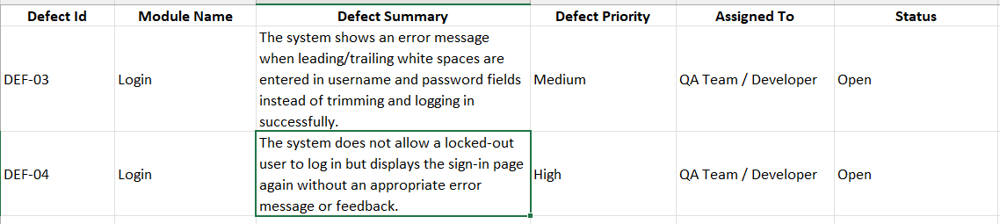 Defect Id Module Name Defect Summary Defect Priority Assigned To Status
The system shows an error message
when leading/trailing white spaces are
DEF-03 Login entered in username and password fields Medium QA Team / Developer Open
instead of trimming and logging in
successfully.
The system does not allow a locked-out
user to log in but displays the sign-in page
DEF-04 Login again without an appropriate error High QA Team / Developer Open
message or feedback.